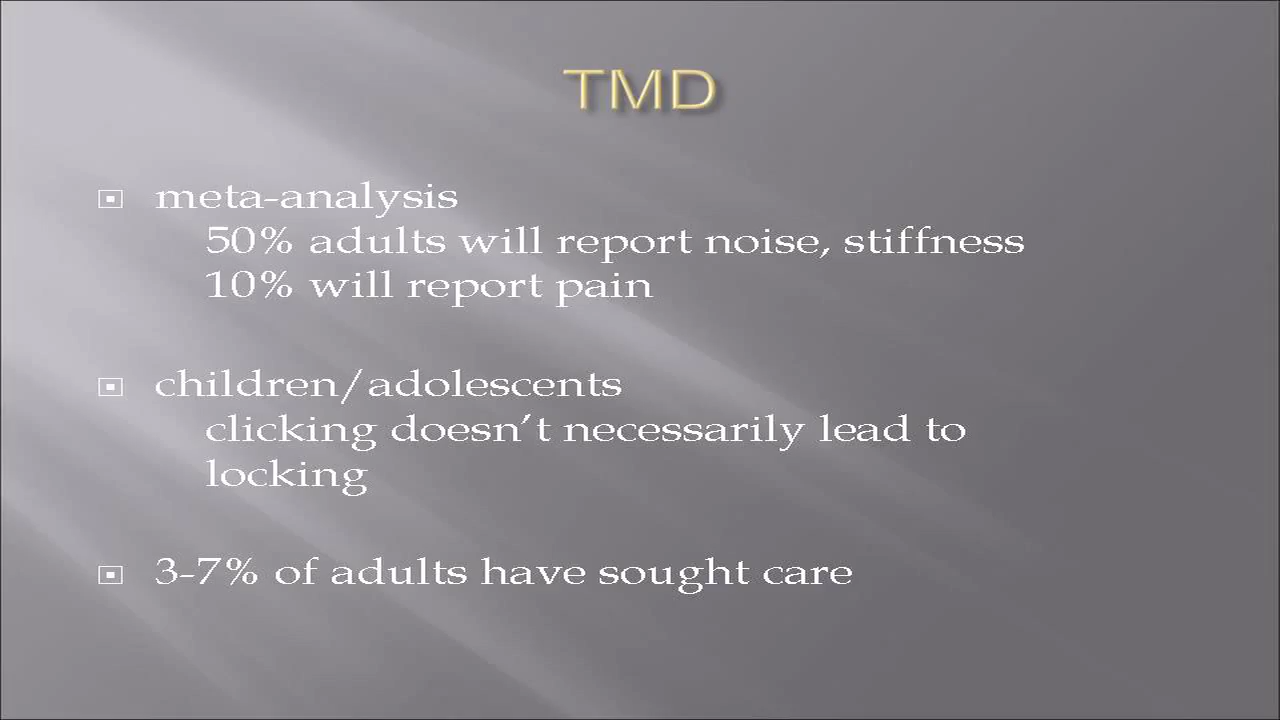 TMD
meta-analysis
50% adults will report noise, stiffness
10% will report pain
children/adolescents
clicking doesn’t necessarily lead to
locking
3-7% of adults have sought care